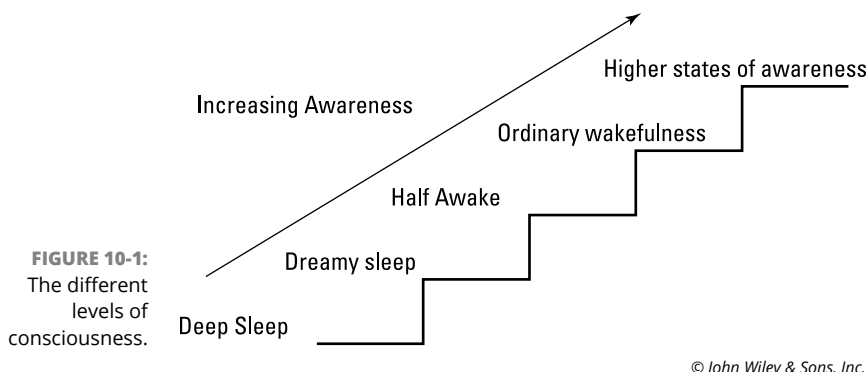 Higher states of awareness
Increasing Awareness
Ordinary wakefulness
Half Awake
Dreamy sleep
Deep Sleep
FIGURE 10-1:
The different
levels of
consciousness.
© John Wiley & Sons, Inc.